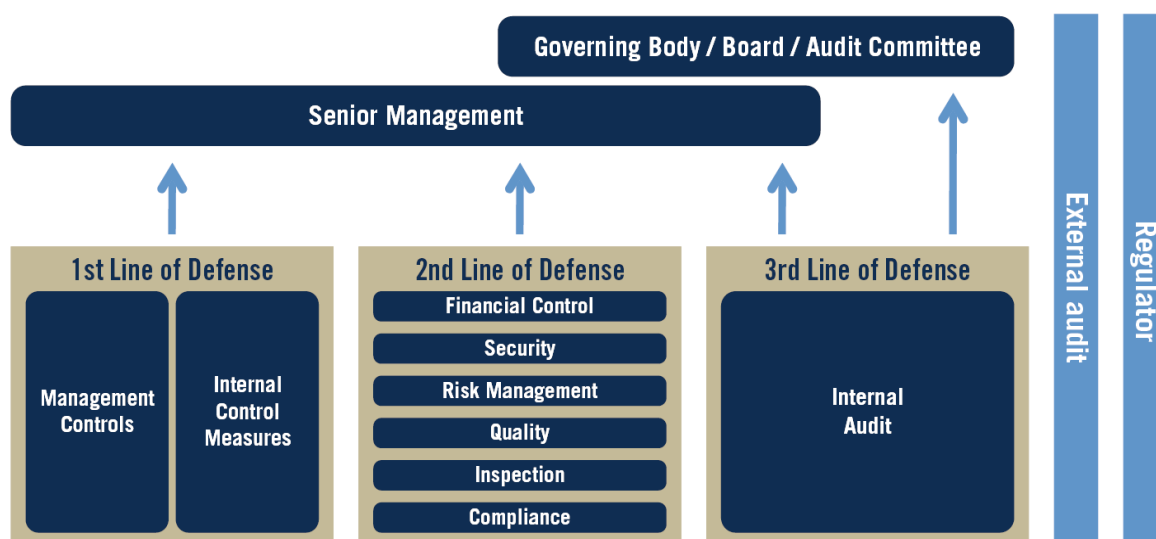 Governing Body / Board / Audit Committee
Senior Management
1st Line of Defense
Management
Controls
Internal
Control
Measures
2nd Line of Defense
Financial Control
Security
Risk Management
Quality
Inspection
Compliance
3rd Line of Defense
Internal
Audit
External audit
Regulator